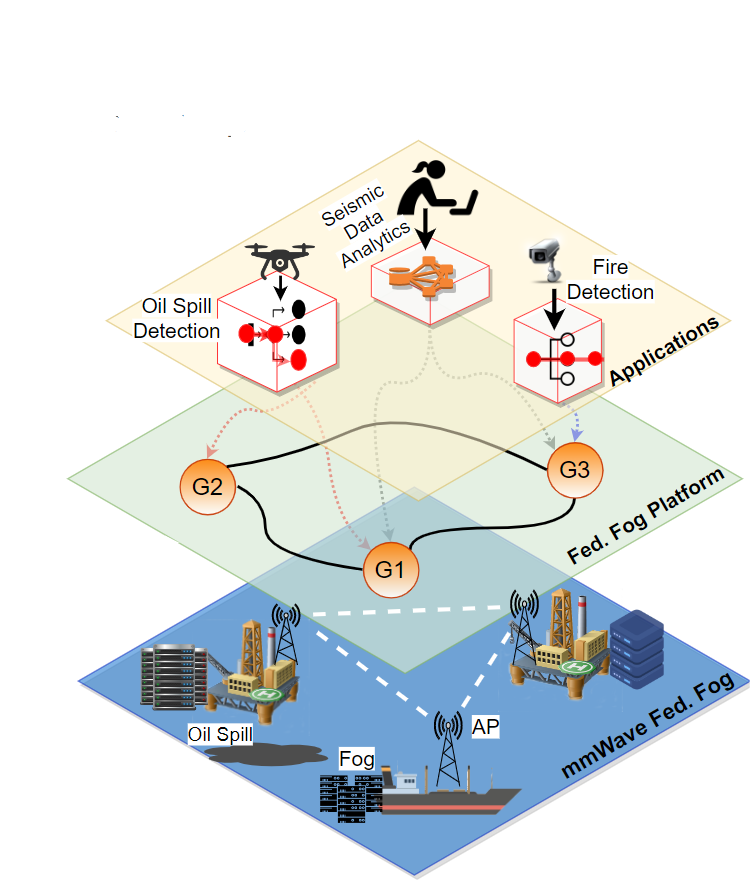 Seismic
Data
Analytics
Oil Spill
Detection
Fire
Detection
Applications
G2
G3
G1
Fed. Fog Platform
AP
Oil Spill
Fog
mmWave Fed. Fog